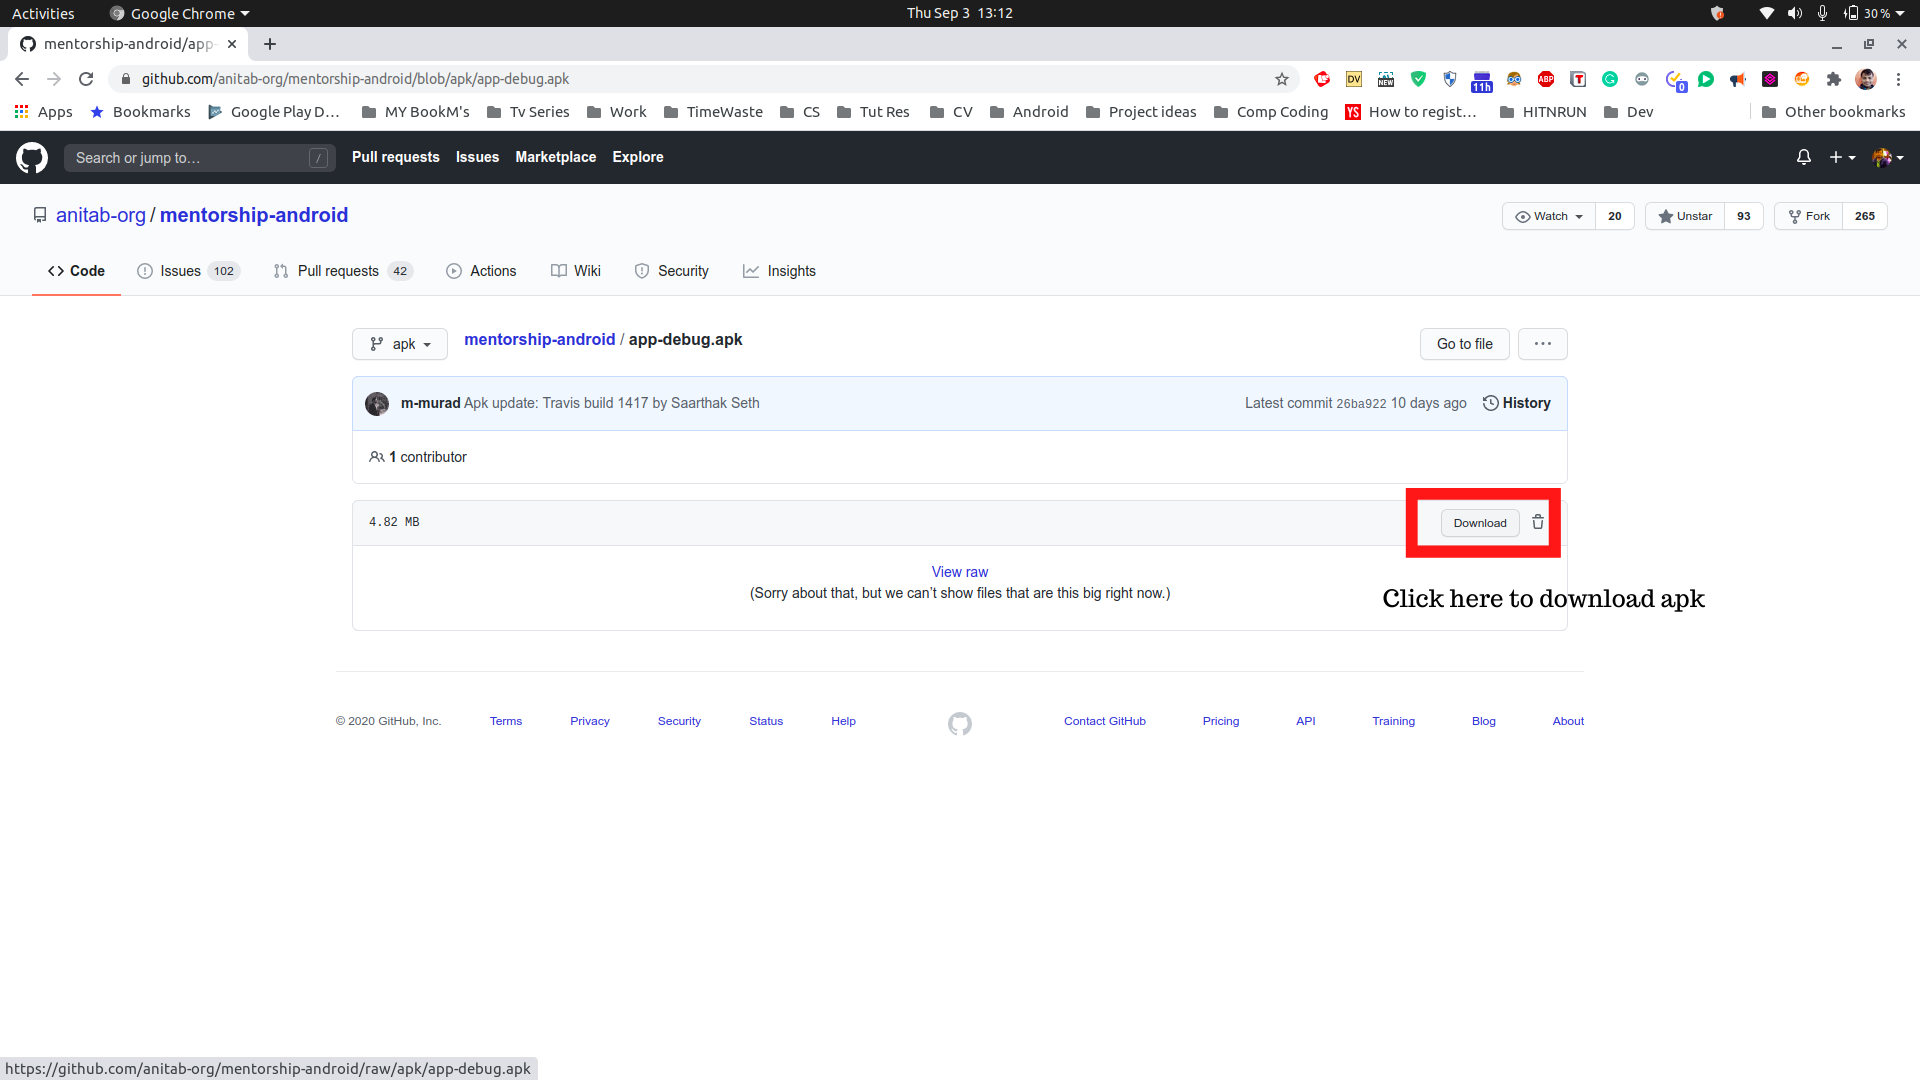 Activities Google Chrome Thu Sep 3 13:12 30 %
mentorship-android/app-
github.com/anitab-org/mentorship-android/blob/apk/app-debug.apk DV NEW 11h ABP T G 0
Apps Bookmarks Google Play D… MY BookM's Tv Series Work TimeWaste CS Tut Res CV Android Project ideas Comp Coding YS How to regist… HITNRUN Dev Other bookmarks
Search or jump to… / Pull requests Issues Marketplace Explore
anitab-org / mentorship-android Watch 20 Unstar 93 Fork 265
Code Issues 102 Pull requests 42 Actions Wiki Security Insights
apk mentorship-android / app-debug.apk Go to file ...
m-murad Apk update: Travis build 1417 by Saarthak Seth Latest commit 26ba922 10 days ago History
1 contributor
4.82 MB Download
View raw
(Sorry about that, but we can’t show files that are this big right now.)
Click here to download apk
© 2020 GitHub, Inc. Terms Privacy Security Status Help Contact GitHub Pricing API Training Blog About
https://github.com/anitab-org/mentorship-android/raw/apk/app-debug.apk